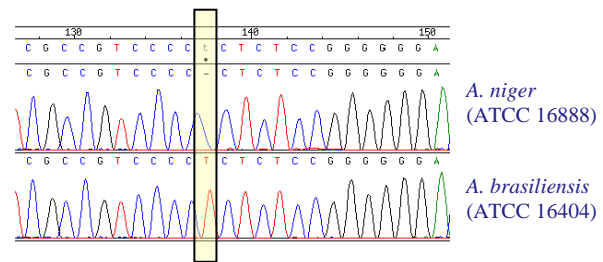 130 140 150
C G C C G T C C C C t C T C T C C G G G G G G A
C G C C G T C C C C - C T C T C C G G G G G G A
A. niger
(ATCC 16888)
C G C C G T C C C C T C T C T C C G G G G G G A
A. brasiliensis
(ATCC 16404)